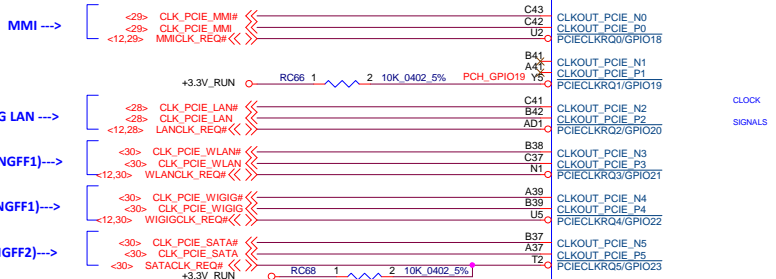 MMI --->
<29> CLK_PCIE_MMI# C43 CLKOUT_PCIE_N0
<29> CLK_PCIE_MMI C42 CLKOUT_PCIE_P0
<12,29> MMICLK_REQ# U2 PCIECLKRQ0/GPIO18
B41 CLKOUT_PCIE_N1
A41 CLKOUT_PCIE_P1
+3.3V_RUN RC66 1 2 10K_0402_5% PCH_GPIO19 Y5 PCIECLKRQ1/GPIO19
G LAN --->
<28> CLK_PCIE_LAN# C41 CLKOUT_PCIE_N2
<28> CLK_PCIE_LAN B42 CLKOUT_PCIE_P2
<12,28> LANCLK_REQ# AD1 PCIECLKRQ2/GPIO20
CLOCK
SIGNALS
NGFF1)--->
<30> CLK_PCIE_WLAN# B38 CLKOUT_PCIE_N3
<30> CLK_PCIE_WLAN C37 CLKOUT_PCIE_P3
<12,30> WLANCLK_REQ# N1 PCIECLKRQ3/GPIO21
NGFF1)--->
<30> CLK_PCIE_WIGIG# A39 CLKOUT_PCIE_N4
<30> CLK_PCIE_WIGIG B39 CLKOUT_PCIE_P4
<12,30> WIGIGCLK_REQ# U5 PCIECLKRQ4/GPIO22
IGFF2)--->
<30> CLK_PCIE_SATA# B37 CLKOUT_PCIE_N5
<30> CLK_PCIE_SATA A37 CLKOUT_PCIE_P5
<30> SATACLK_REQ# T2 PCIECLKRQ5/GPIO23
+3.3V_RUN RC68 1 2 10K_0402_5%